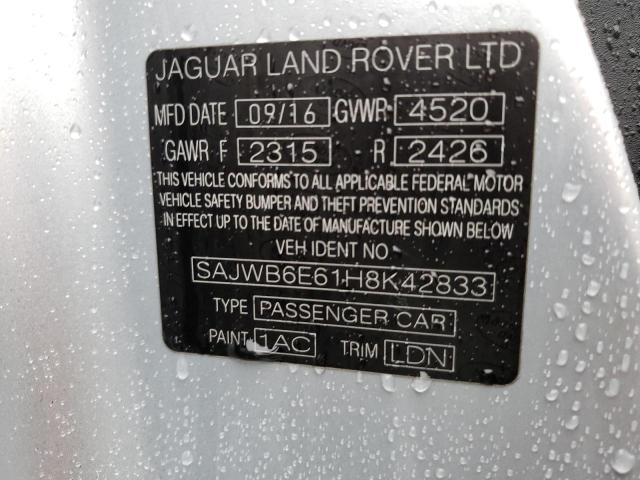 JAGUAR LAND ROVER LTD
MFD DATE 09/16 GVWR 4520
GAWR F 2315 R 2426
THIS VEHICLE CONFORMS TO ALL APPLICABLE FEDERAL MOTOR
VEHICLE SAFETY BUMPER AND THEFT PREVENTION STANDARDS
IN EFFECT UP TO THE DATE OF MANUFACTURE SHOWN BELOW
VEH IDENT NO
SAJWB6E61H8K42833
TYPE PASSENGER CAR
PAINT 1AC TRIM LDN